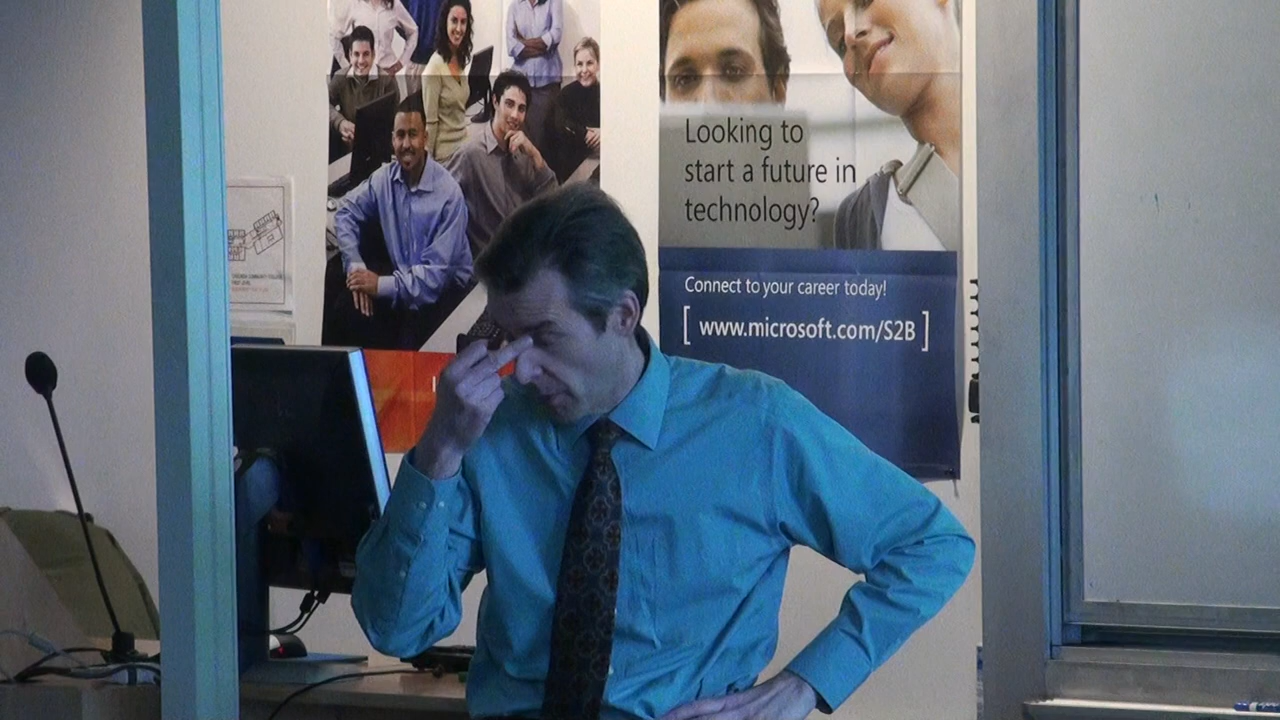 Looking to
start a future in
technology?
Connect to your career today!
[ www.microsoft.com/S2B ]